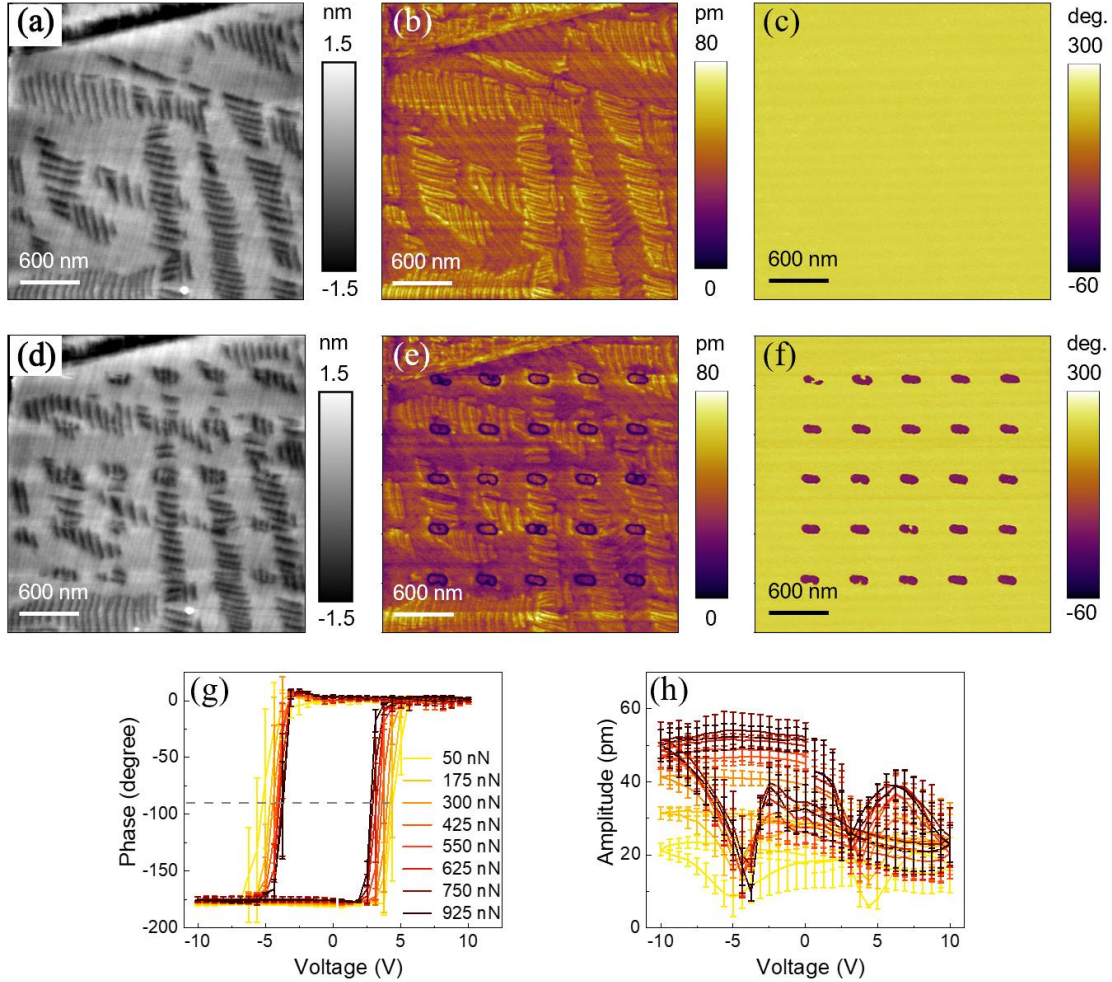 (a)
nm
1.5
-1.5
600 nm
(b)
pm
80
0
600 nm
(c)
deg.
300
-60
600 nm
(d)
nm
1.5
-1.5
600 nm
(e)
pm
80
0
600 nm
(f)
deg.
300
-60
600 nm
(g)
Phase (degree)
0
-50
-100
-150
-200
-10
-5
0
5
10
Voltage (V)
50 nN
175 nN
300 nN
425 nN
550 nN
625 nN
750 nN
925 nN
(h)
Amplitude (pm)
60
40
20
0
-10
-5
0
5
10
Voltage (V)